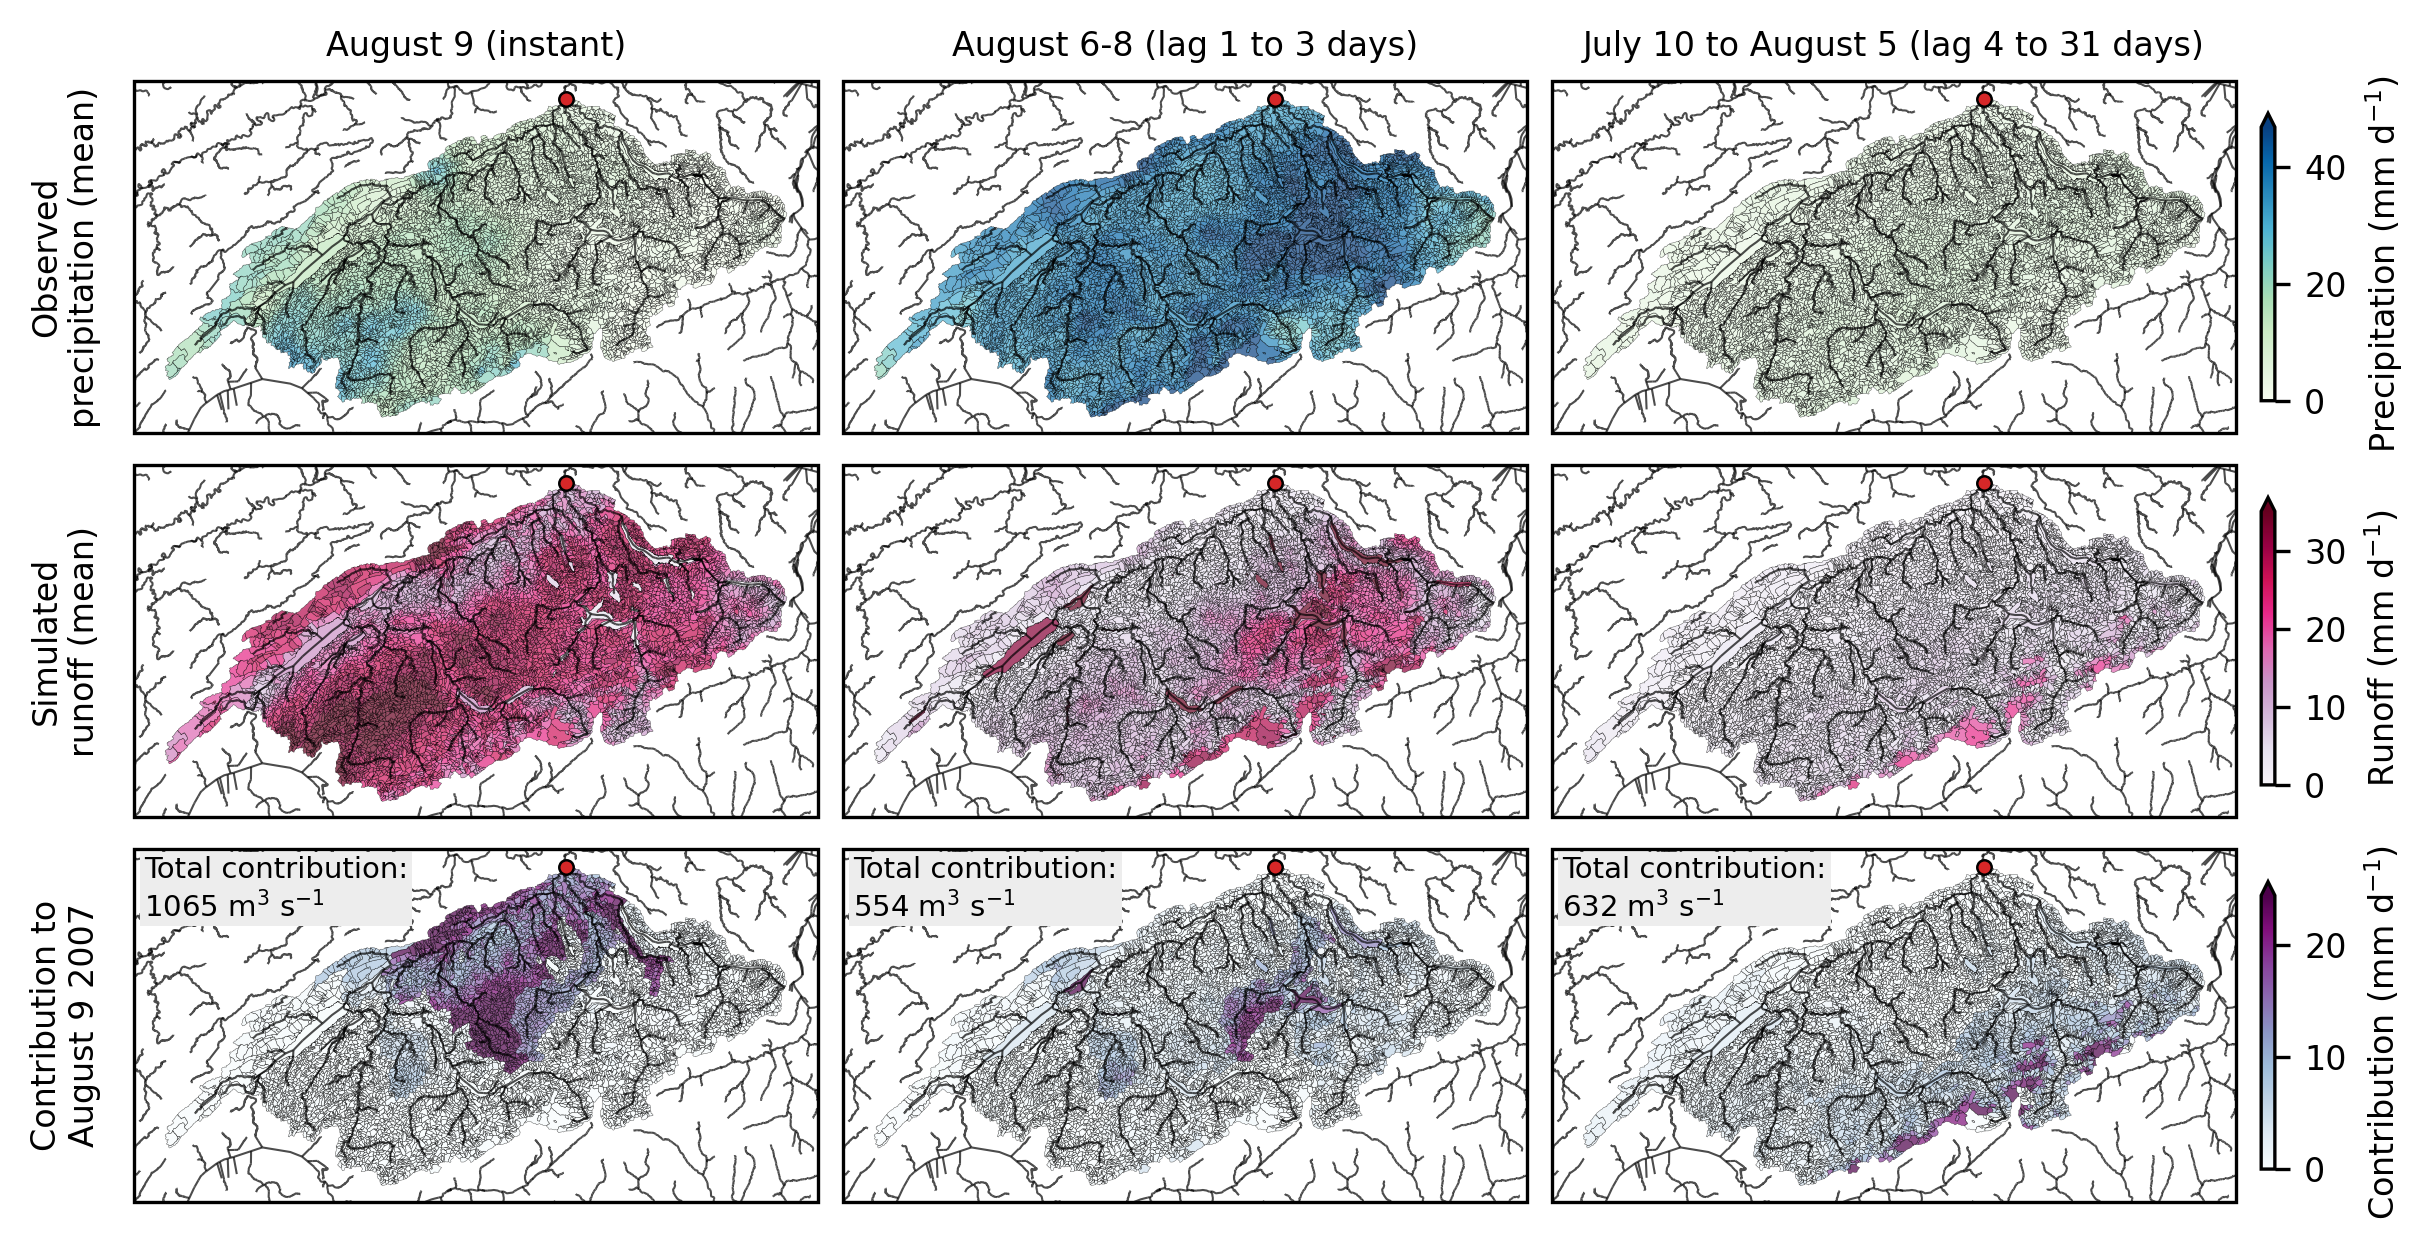 August 9 (instant)
August 6-8 (lag 1 to 3 days)
July 10 to August 5 (lag 4 to 31 days)
Observed
precipitation (mean)
40
20
0
Precipitation (mm d⁻¹)
Simulated
runoff (mean)
30
20
10
0
Runoff (mm d⁻¹)
Contribution to
August 9 2007
Total contribution:
1065 m³ s⁻¹
Total contribution:
554 m³ s⁻¹
Total contribution:
632 m³ s⁻¹
20
10
0
Contribution (mm d⁻¹)